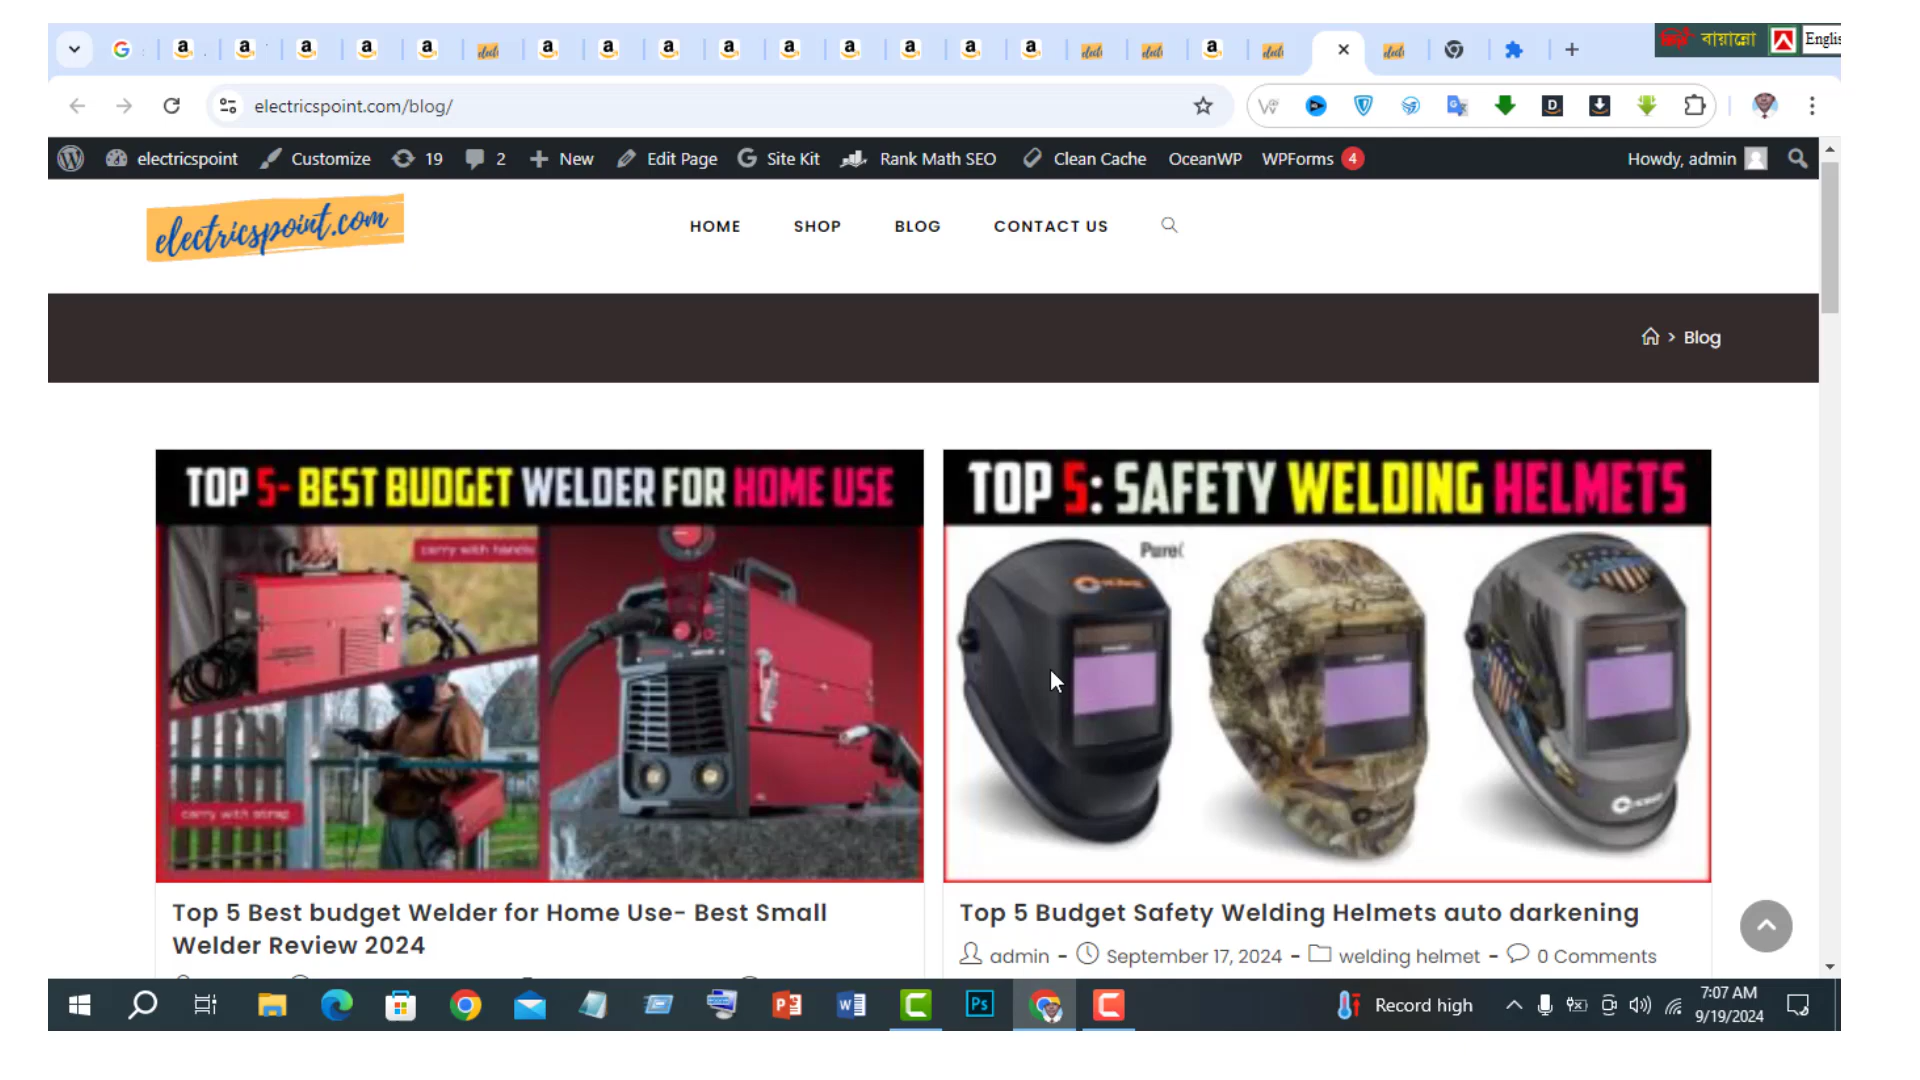 বায়ান্নো
electricspoint.com/blog/
electricspoint Customize 19 2 New Edit Page Site Kit Rank Math SEO Clean Cache OceanWP WPForms 4 Howdy, admin
electricspoint.com
HOME SHOP BLOG CONTACT US
> Blog
TOP 5- BEST BUDGET WELDER FOR HOME USE
carry with handle
carry with strap
TOP 5: SAFETY WELDING HELMETS
Top 5 Best budget Welder for Home Use- Best Small
Welder Review 2024
Top 5 Budget Safety Welding Helmets auto darkening
admin - September 17, 2024 - welding helmet - 0 Comments
Record high
7:07 AM
9/19/2024